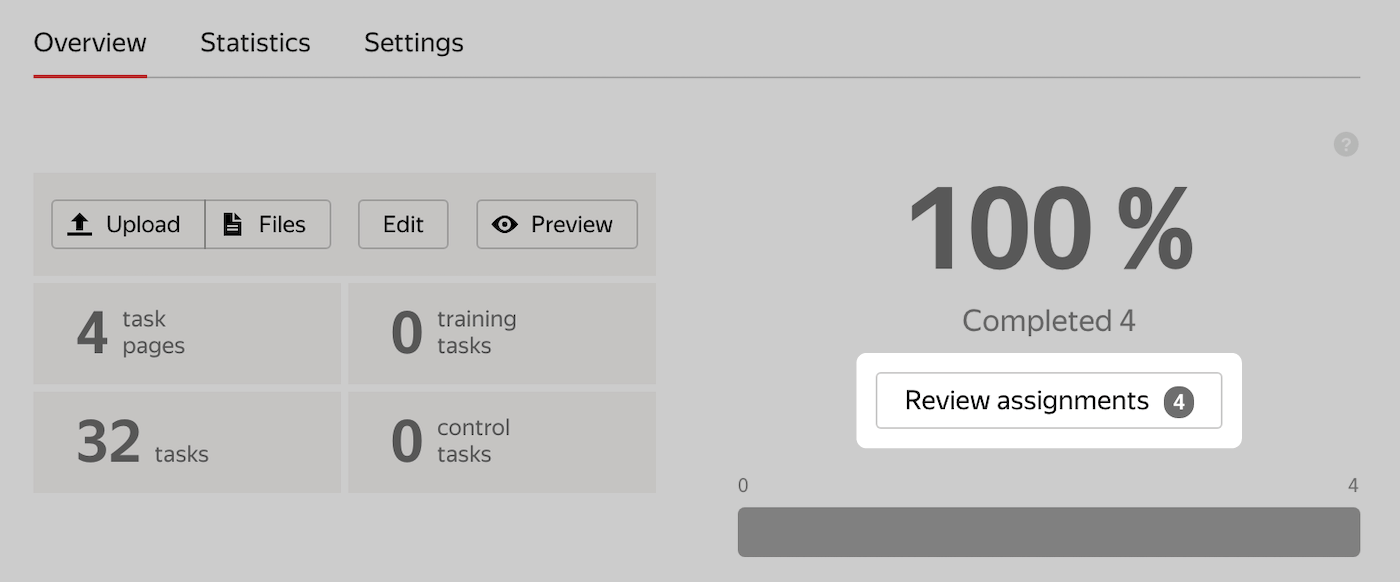 Overview Statistics Settings
?
Upload Files Edit Preview
100 %
Completed 4
Review assignments 4
4 task
pages
0 training
tasks
32 tasks
0 control
tasks
0 4